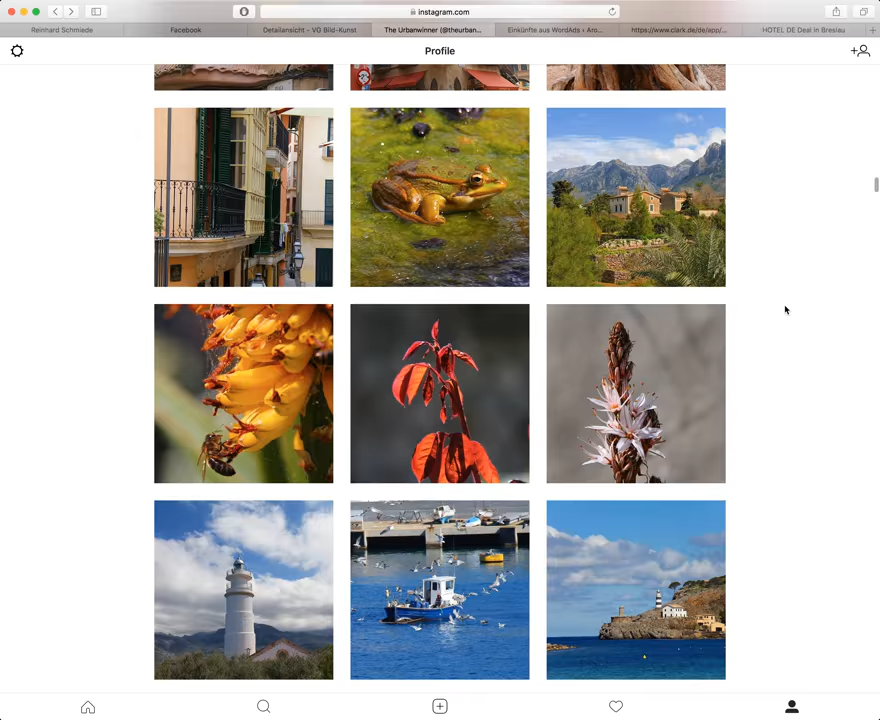 instagram.com
Reinhard Schmiede
Facebook
Detailansicht - VG Bild-Kunst
The Urbanwinner (@theurban...
Einkünfte aus WordAds ‹ Aro...
https://www.clark.de/de/app/...
HOTEL DE Deal in Breslau
Profile